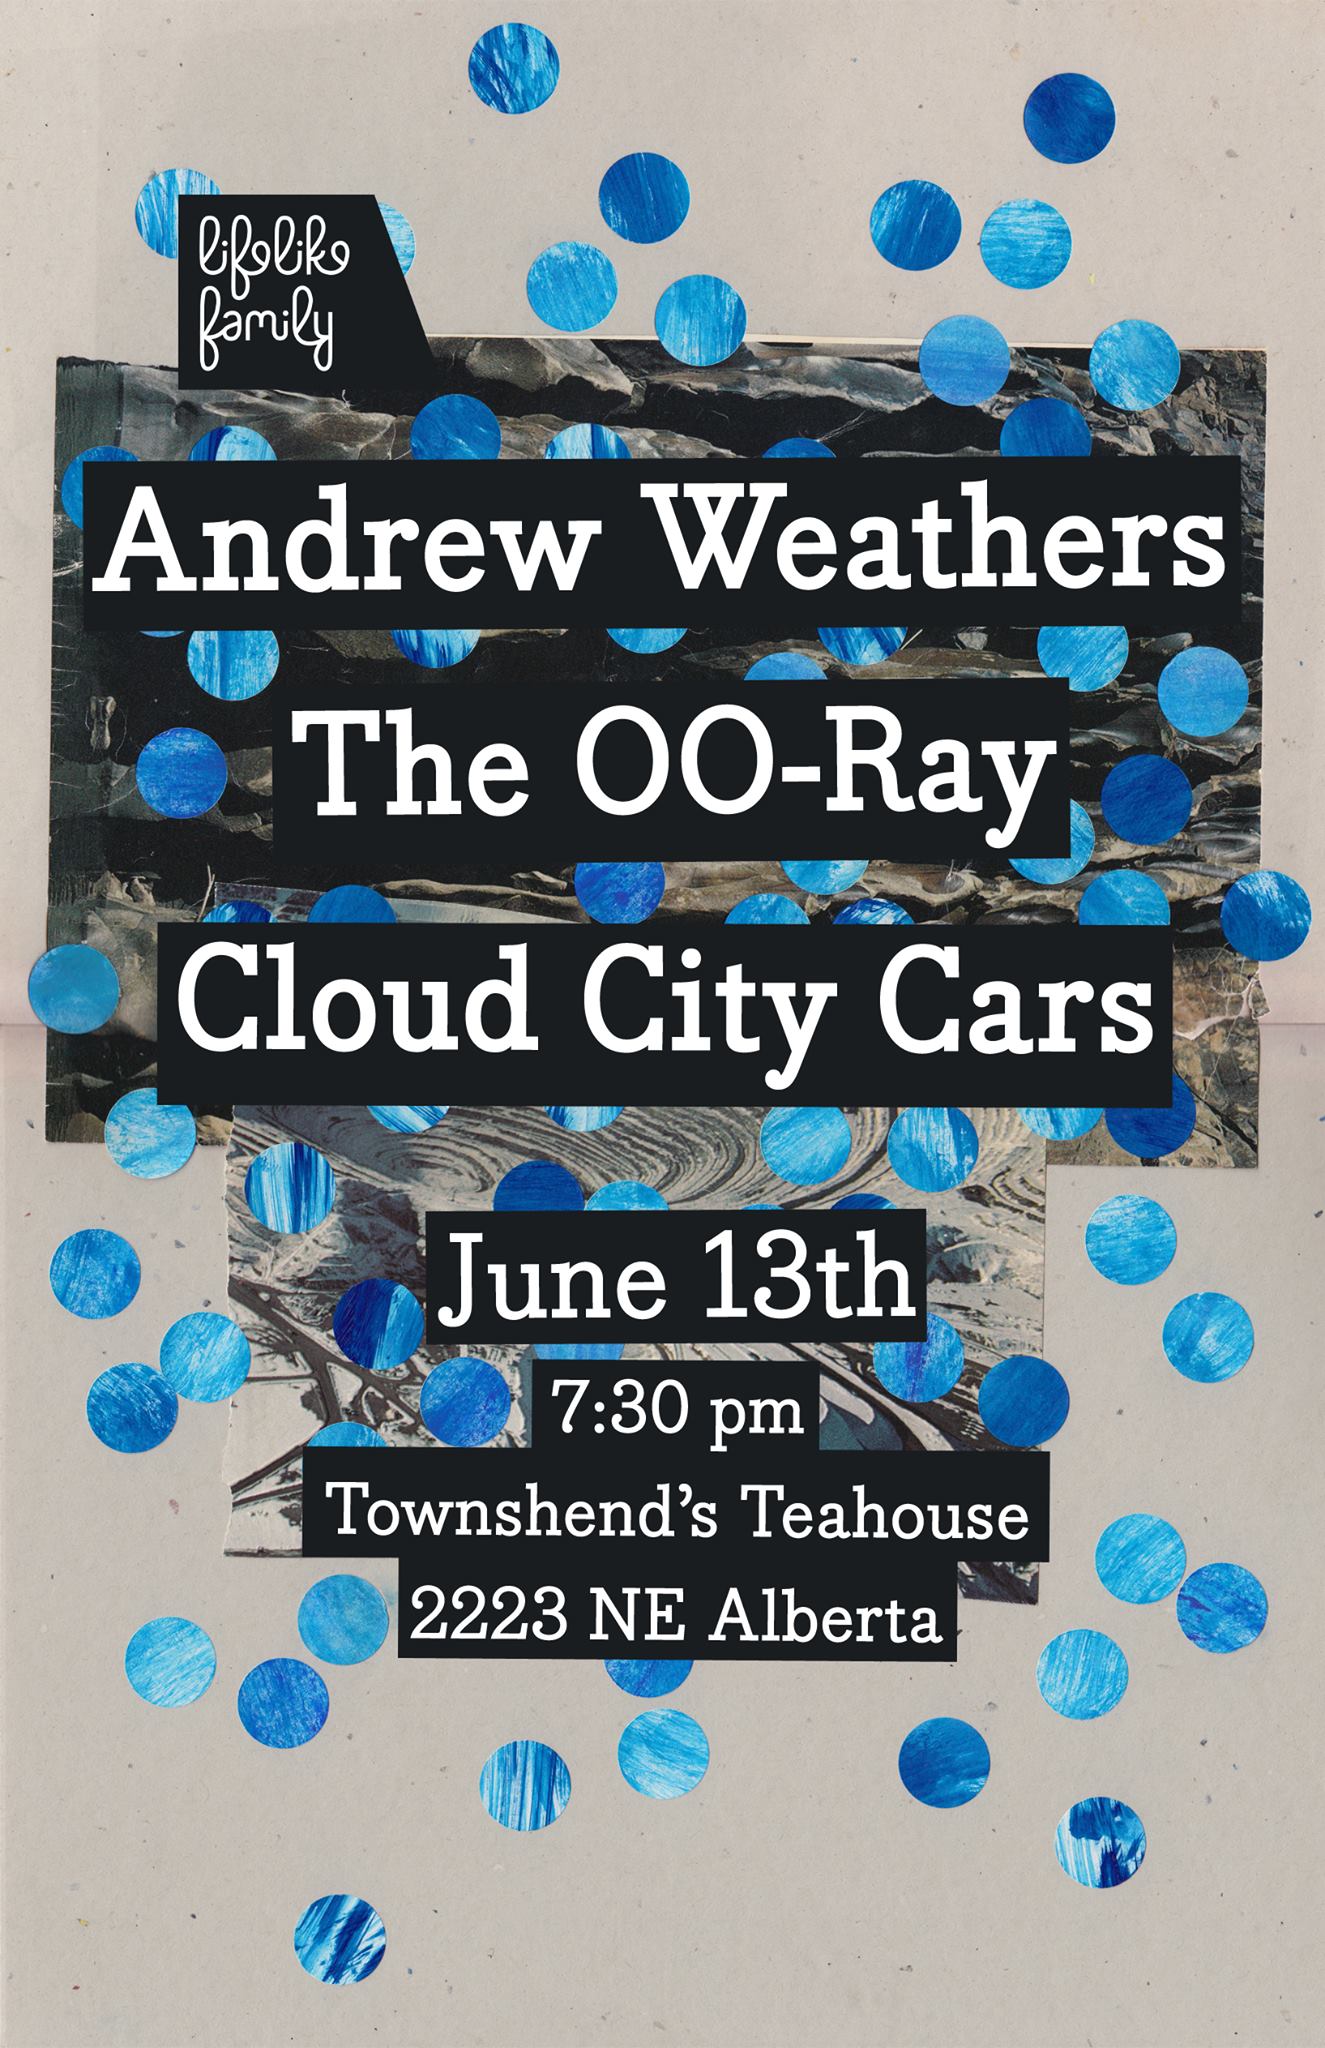 lifelike
family
Andrew Weathers
The OO-Ray
Cloud City Cars
June 13th
7:30 pm
Townshend's Teahouse
2223 NE Alberta